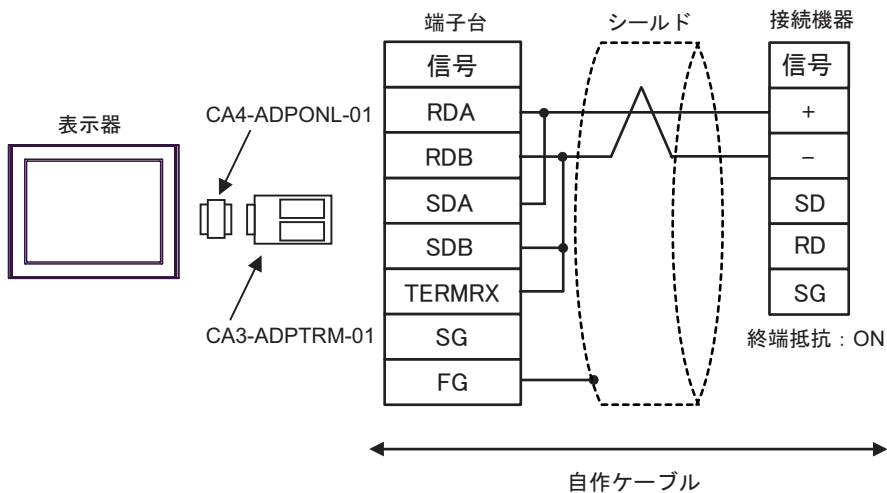 端子台
シールド
接続機器
信号
信号
表示器
CA4-ADPONL-01
RDA
+
RDB
−
SDA
SD
SDB
RD
TERMRX
SG
CA3-ADPTRM-01
SG
終端抵抗：ON
FG
自作ケーブル